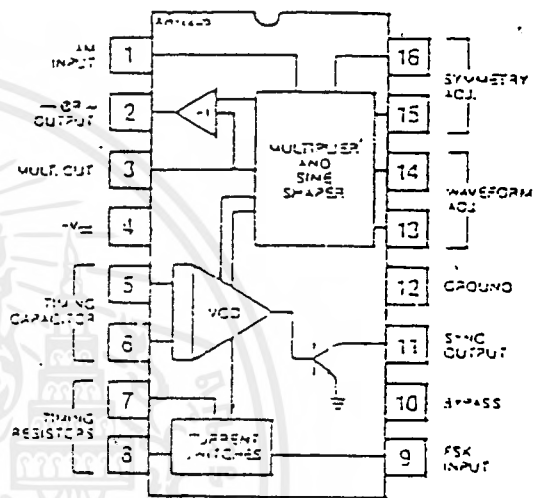 AM
INPUT
1
OUTPUT
2
MULT. OUT
3
4
TIMING
CAPACITOR
5
6
TIMING
RESISTORS
7
8
+1
MULTIPLIER
AND
SINE
SHAPER
VCO
CURRENT
SWITCHES
16
SYMMETRY
ADJ.
15
14
WAVEFORM
ADJ.
13
12
GROUND
11
SYNC
OUTPUT
10
BYPASS
9
FSK
INPUT